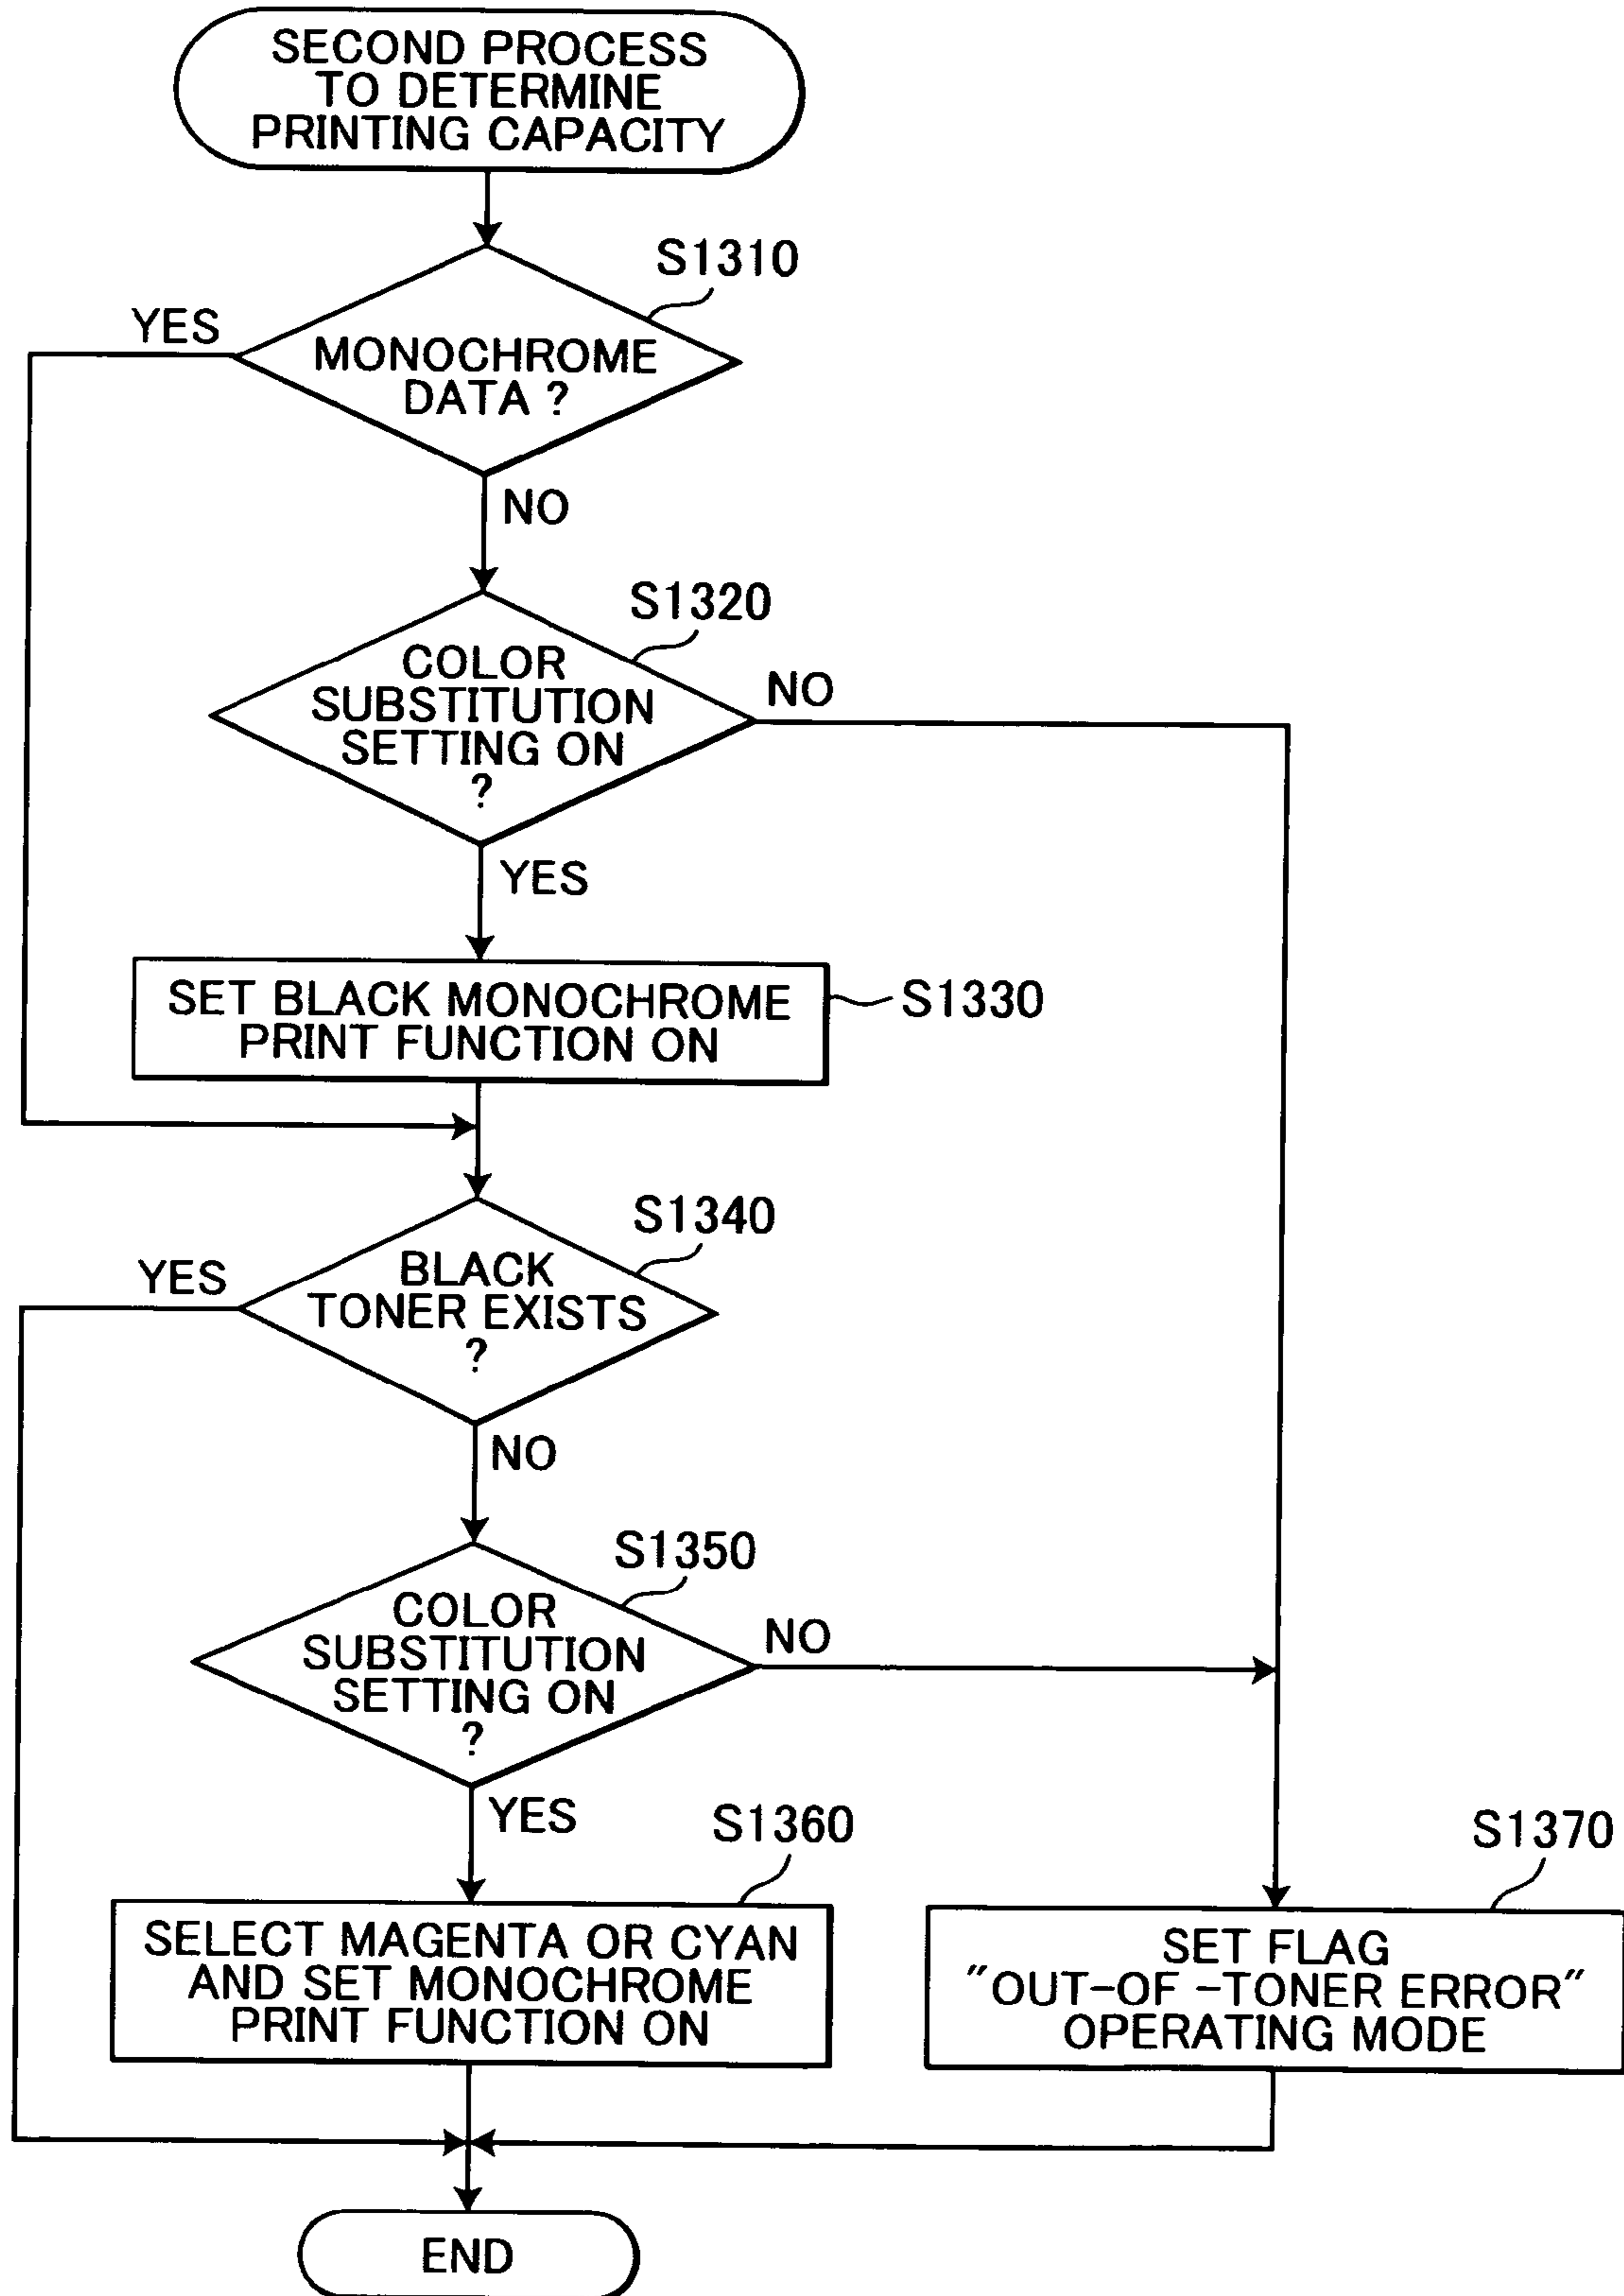 SECOND PROCESS
TO DETERMINE
PRINTING CAPACITY
S1310
YES
MONOCHROME
DATA ?
NO
S1320
COLOR
SUBSTITUTION
SETTING ON
?
NO
YES
SET BLACK MONOCHROME
PRINT FUNCTION ON
S1330
S1340
YES
BLACK
TONER EXISTS
?
NO
S1350
COLOR
SUBSTITUTION
SETTING ON
?
NO
YES
S1360
SELECT MAGENTA OR CYAN
AND SET MONOCHROME
PRINT FUNCTION ON
S1370
SET FLAG
"OUT-OF -TONER ERROR"
OPERATING MODE
END